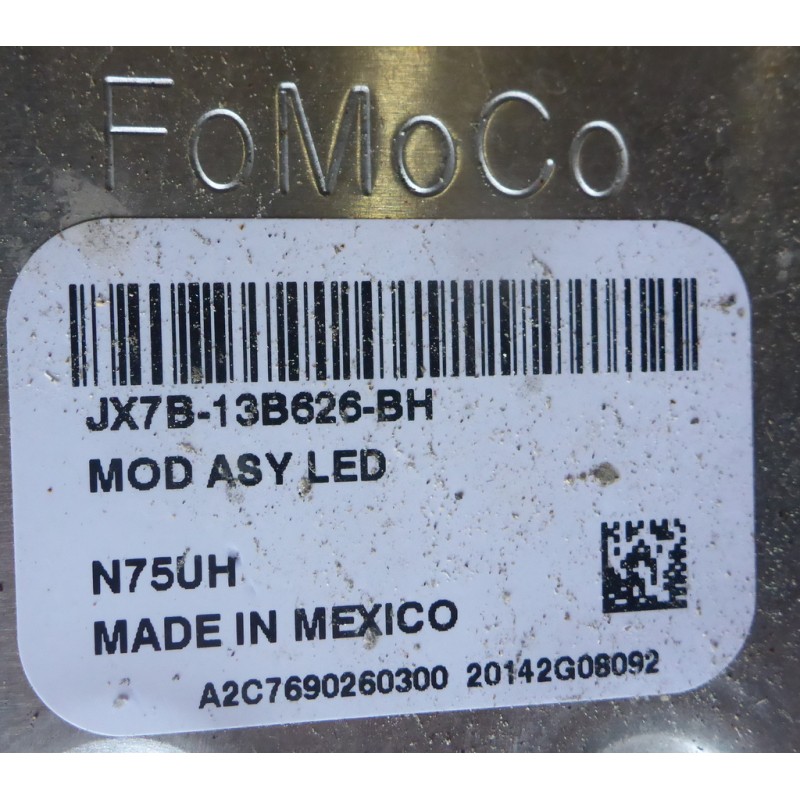 FoMoCo
JX7B-13B626-BH
MOD ASY LED
N75UH
MADE IN MEXICO
A2C7690260300 20142G08092